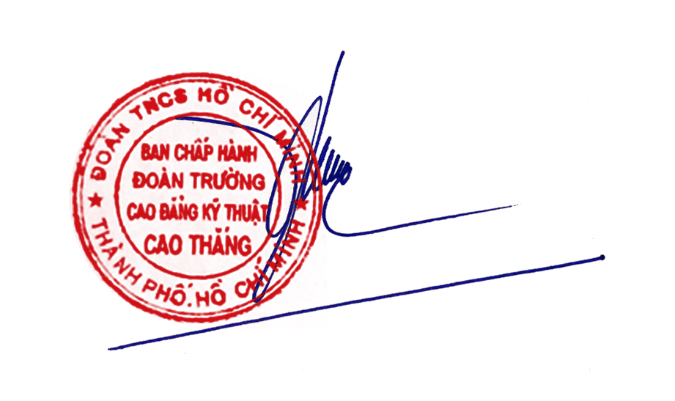 ĐOÀN TNCS HỒ CHÍ MINH
BAN CHẤP HÀNH
ĐOÀN TRƯỜNG
CAO ĐẲNG KỸ THUẬT
CAO THẮNG
THÀNH PHỐ.HỒ CHÍ MINH